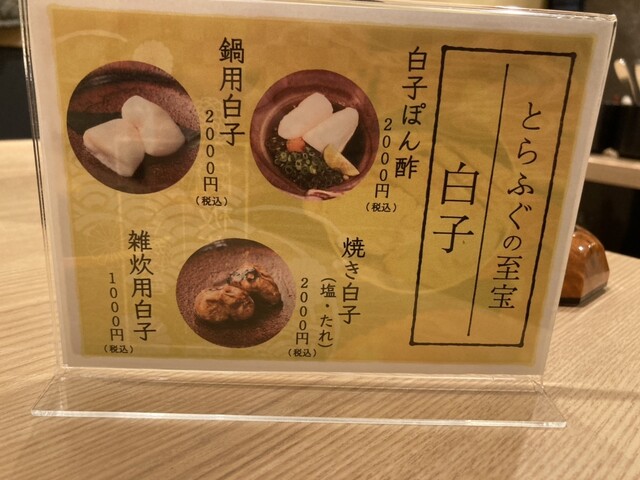 とらふぐの至宝
白子
白子ぽん酢
2000円
(税込)
鍋用白子
2000円
(税込)
焼き白子
(塩・たれ)
2000円
(税込)
雑炊用白子
1000円
(税込)